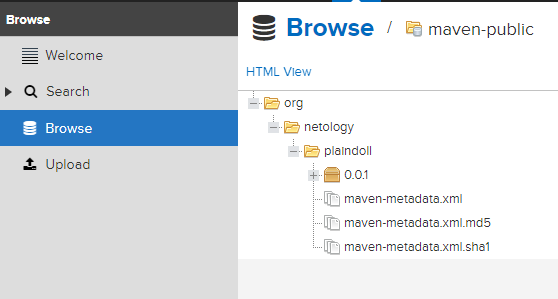 Browse
Welcome
Search
Browse
Upload
Browse / maven-public
HTML View
org
netology
plaindoll
0.0.1
maven-metadata.xml
maven-metadata.xml.md5
maven-metadata.xml.sha1